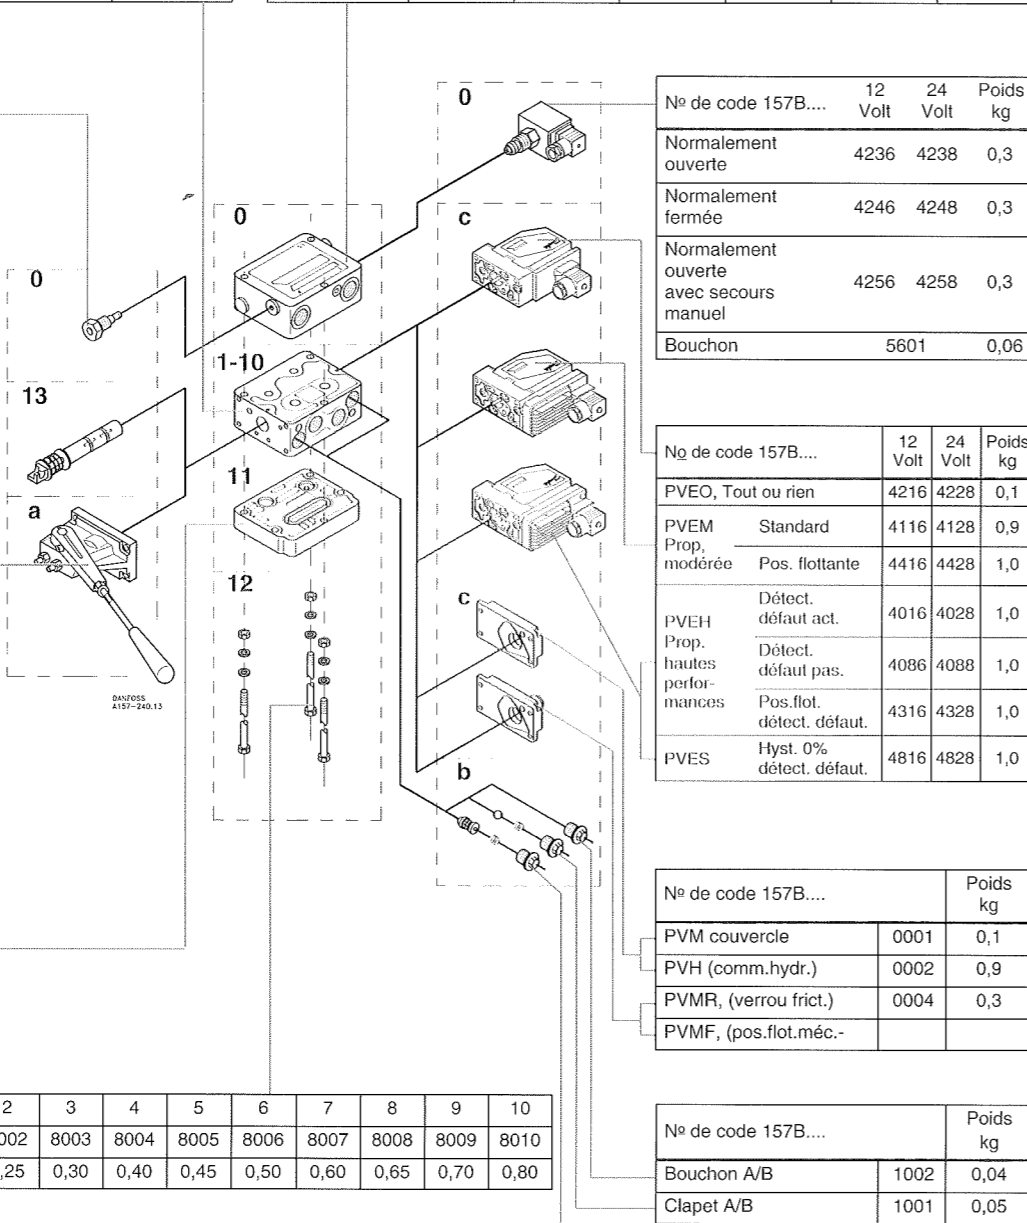 0
c
0
0
1-10
13
11
a
12
c
b
DANFOSS
A157-240.13
Nº de code 157B.... 12 Volt 24 Volt Poids kg
Normalement ouverte 4236 4238 0,3
Normalement fermée 4246 4248 0,3
Normalement ouverte avec secours manuel 4256 4258 0,3
Bouchon 5601 0,06
No de code 157B.... 12 Volt 24 Volt Poids kg
PVEO, Tout ou rien 4216 4228 0,1
PVEM Prop, modérée Standard 4116 4128 0,9
Pos. flottante 4416 4428 1,0
PVEH Prop. hautes perfor- mances Détect. défaut act. 4016 4028 1,0
Détect. défaut pas. 4086 4088 1,0
Pos.flot. détect. défaut. 4316 4328 1,0
PVES Hyst. 0% détect. défaut. 4816 4828 1,0
Nº de code 157B.... Poids kg
PVM couvercle 0001 0,1
PVH (comm.hydr.) 0002 0,9
PVMR, (verrou frict.) 0004 0,3
PVMF, (pos.flot.méc.-
2 3 4 5 6 7 8 9 10
002 8003 8004 8005 8006 8007 8008 8009 8010
,25 0,30 0,40 0,45 0,50 0,60 0,65 0,70 0,80
Nº de code 157B.... Poids kg
Bouchon A/B 1002 0,04
Clapet A/B 1001 0,05